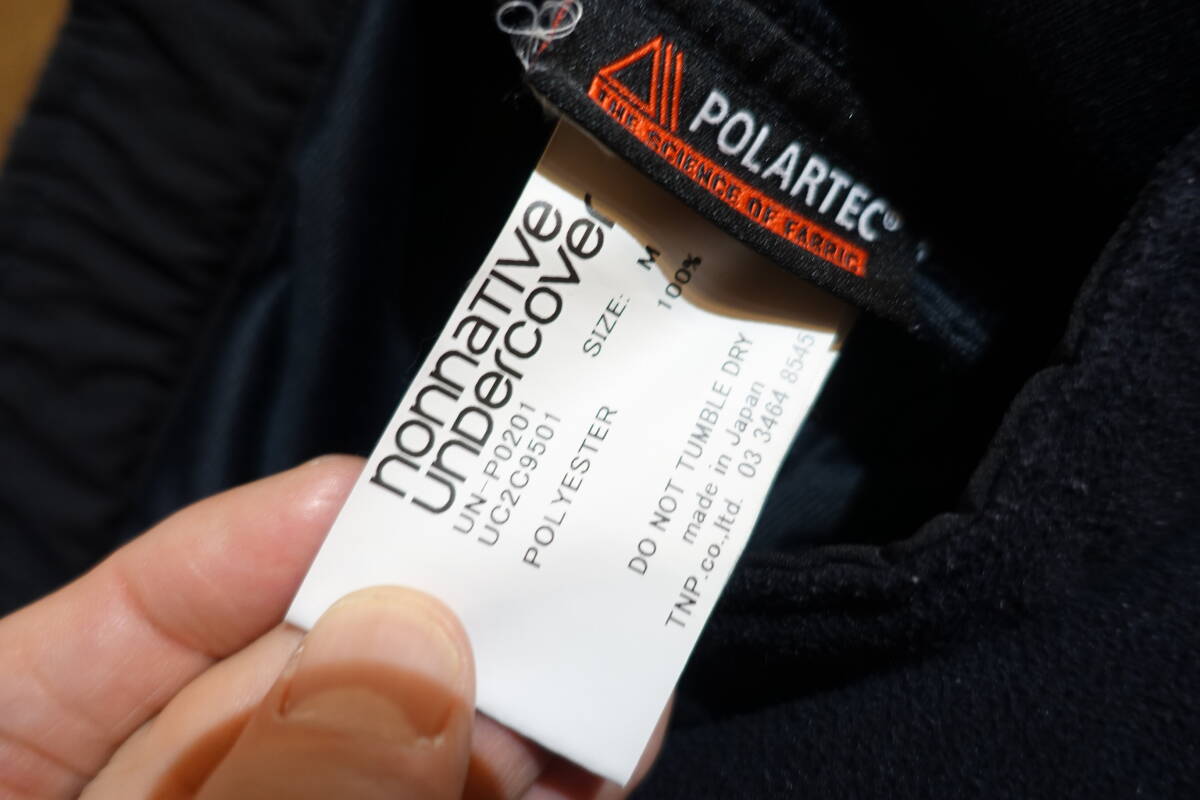 POLARTEC®
THE SCIENCE OF FABRIC
nonnative
undercover
UN-P0201
UC2C9501
SIZE: M
POLYESTER 100%
DO NOT TUMBLE DRY
made in Japan
TNP.co.,ltd. 03 3464 8545